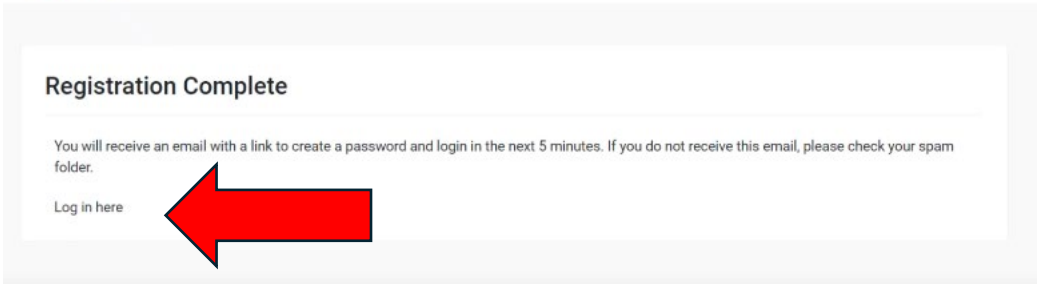 Registration Complete
You will receive an email with a link to create a password and login in the next 5 minutes. If you do not receive this email, please check your spam
folder.
Log in here